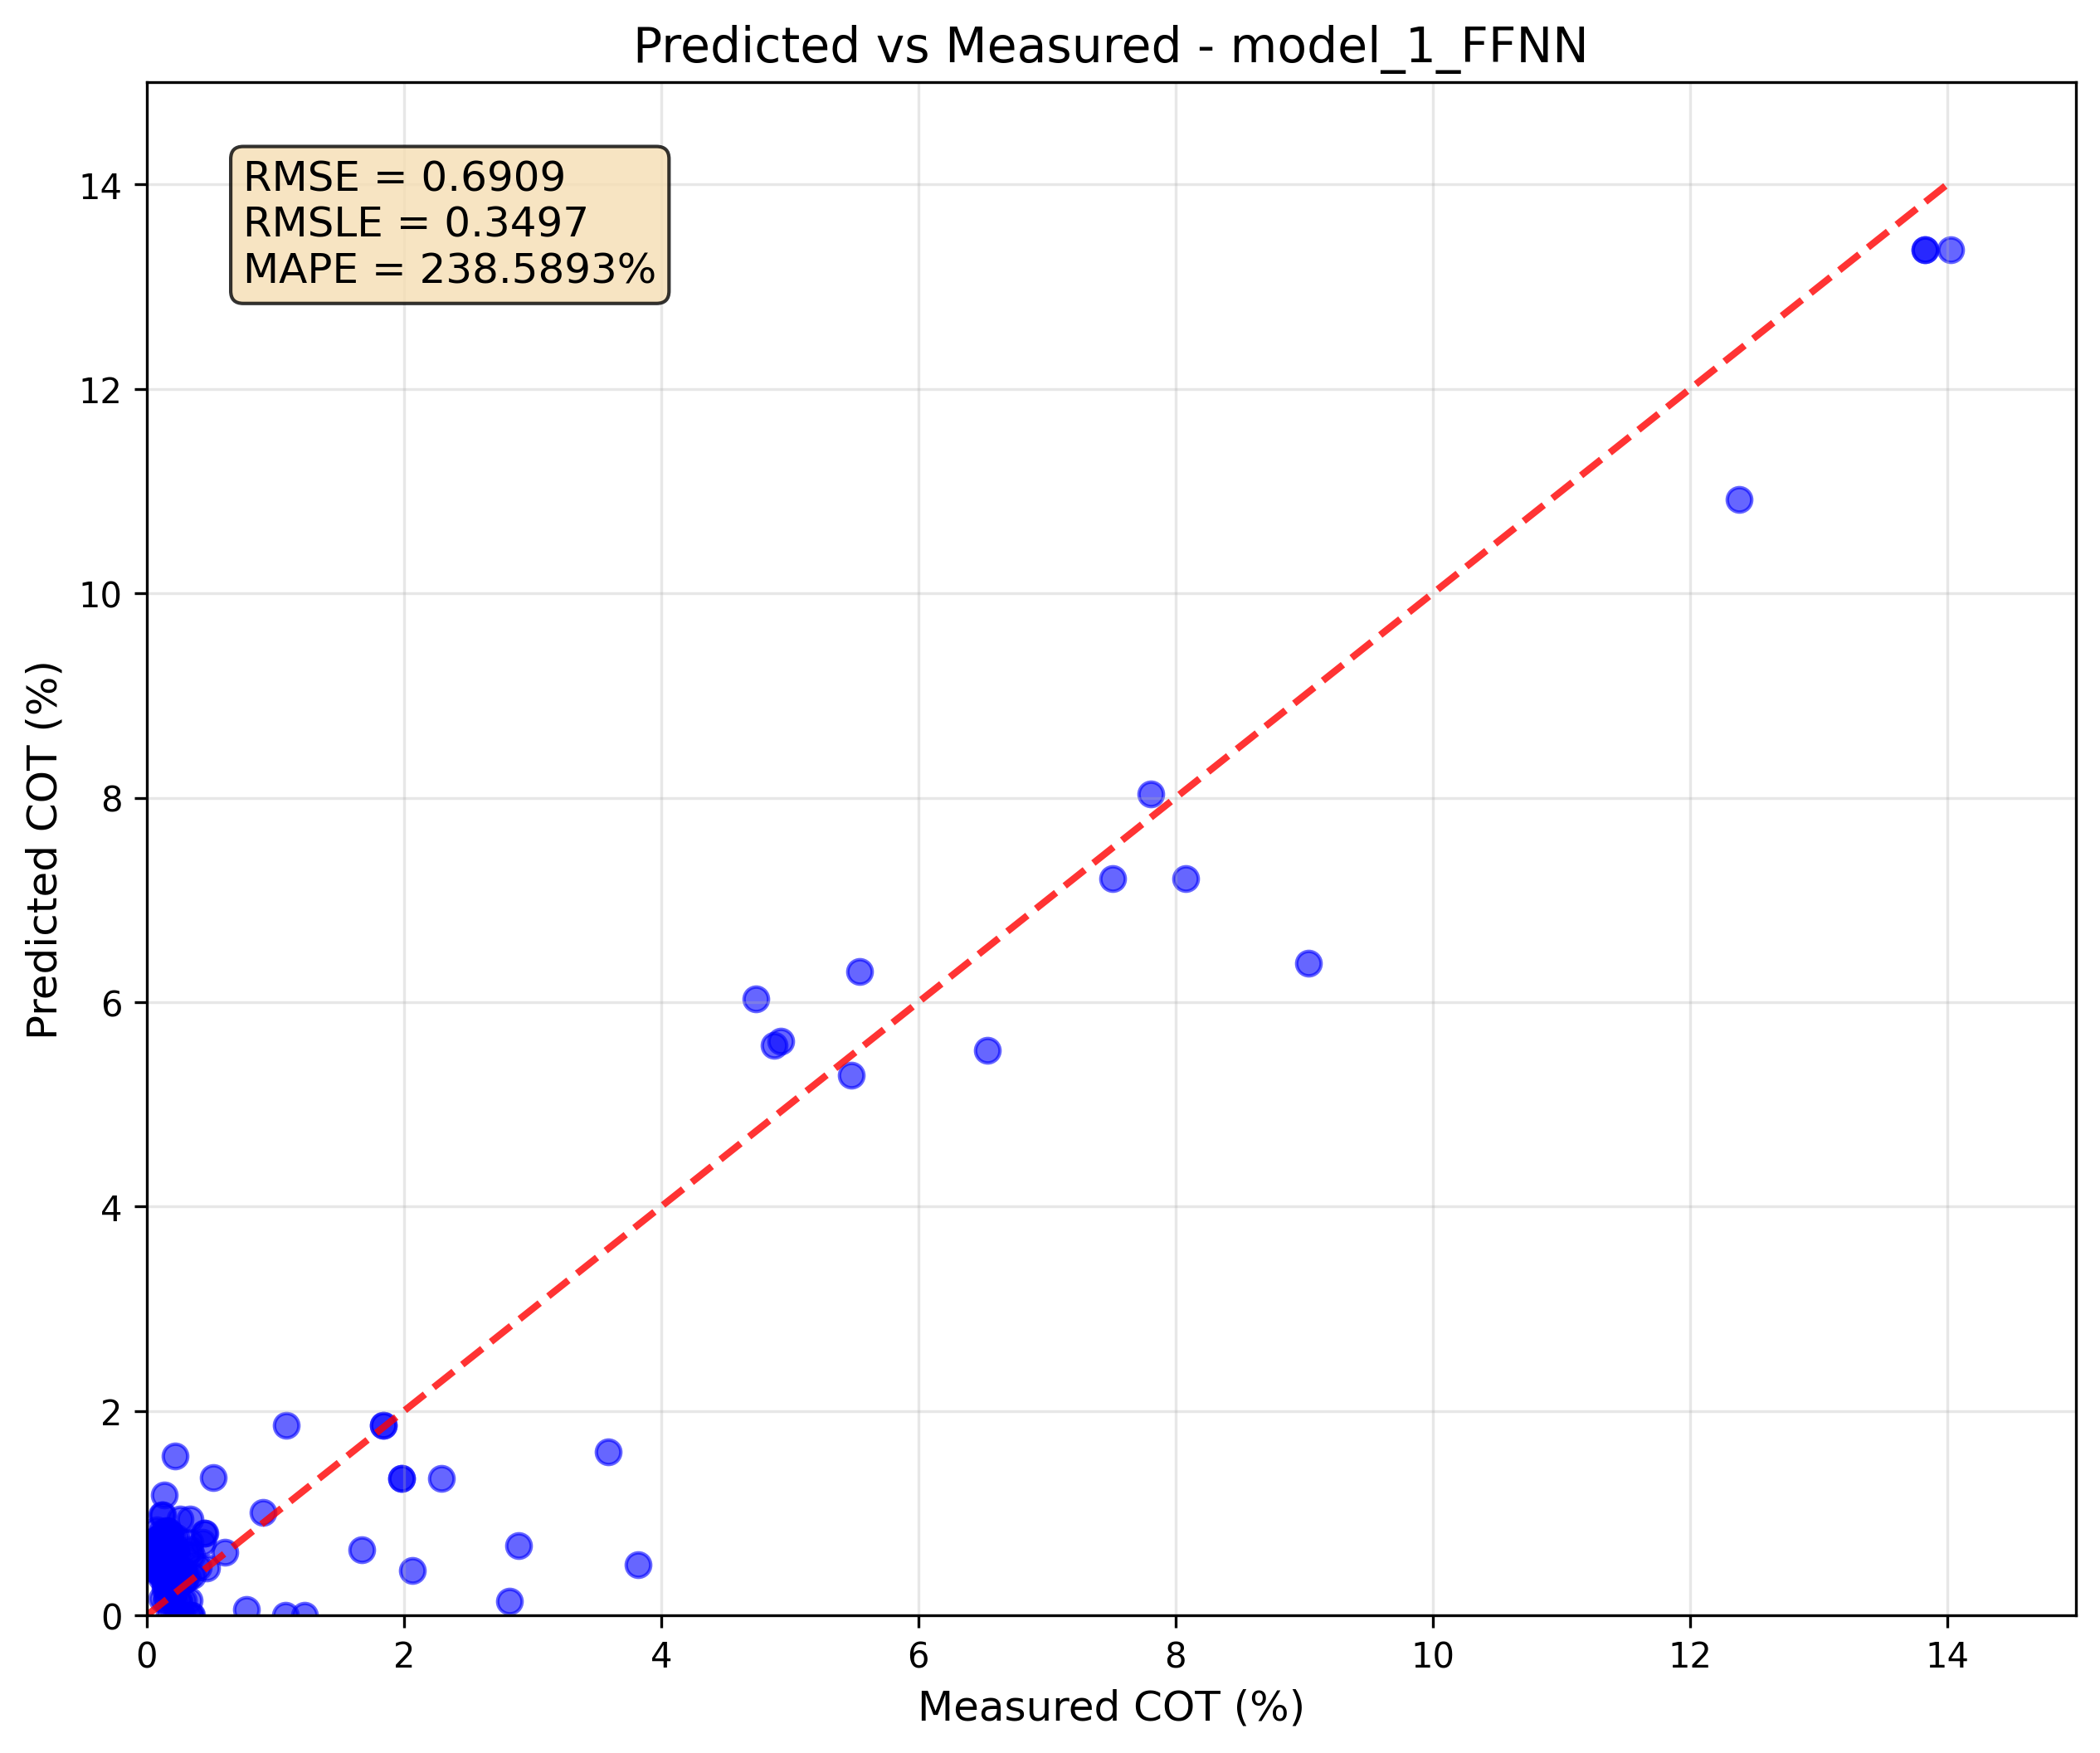 Predicted vs Measured - model_1_FFNN
RMSE = 0.6909
RMSLE = 0.3497
MAPE = 238.5893%
Predicted COT (%)
14
12
10
8
6
4
2
0
0 2 4 6 8 10 12 14
Measured COT (%)